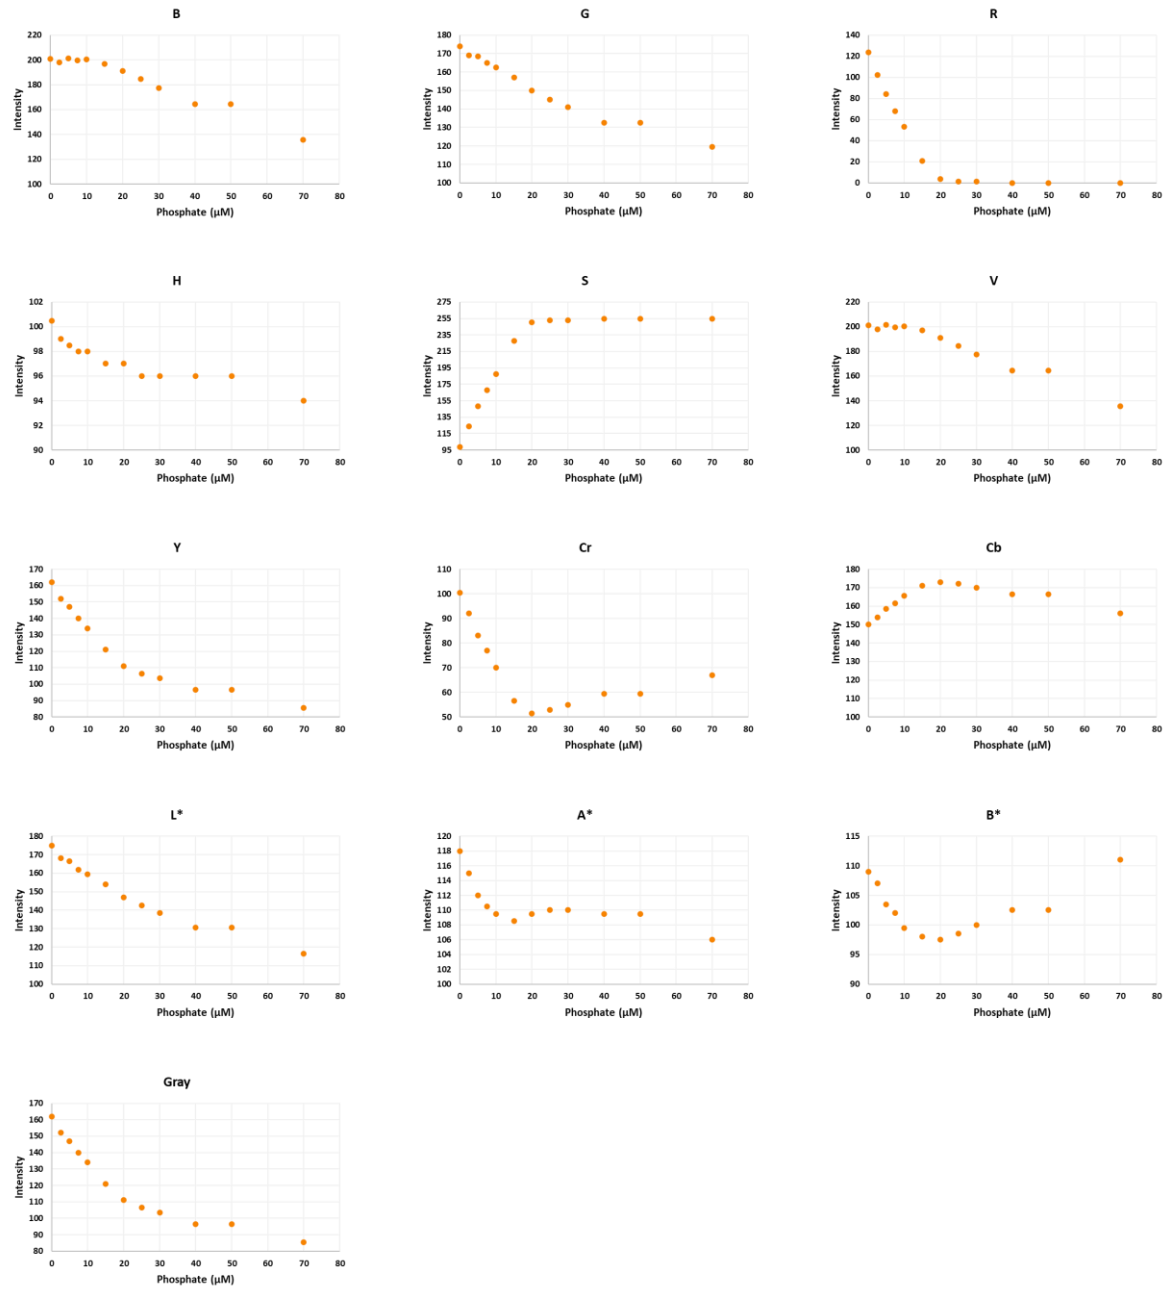 B
220
200
180
160
140
120
100
0 10 20 30 40 50 60 70 80
Intensity
Phosphate (µM)
G
180
170
160
150
140
130
120
110
100
0 10 20 30 40 50 60 70 80
Intensity
Phosphate (µM)
R
140
120
100
80
60
40
20
0
0 10 20 30 40 50 60 70 80
Intensity
Phosphate (µM)
H
102
100
98
96
94
92
90
0 10 20 30 40 50 60 70 80
Intensity
Phosphate (µM)
S
275
255
235
215
195
175
155
135
115
95
0 10 20 30 40 50 60 70 80
Intensity
Phosphate (µM)
V
220
200
180
160
140
120
100
0 10 20 30 40 50 60 70 80
Intensity
Phosphate (µM)
Y
170
160
150
140
130
120
110
100
90
80
0 10 20 30 40 50 60 70 80
Intensity
Phosphate (µM)
Cr
110
100
90
80
70
60
50
0 10 20 30 40 50 60 70 80
Intensity
Phosphate (µM)
Cb
180
170
160
150
140
130
120
110
100
0 10 20 30 40 50 60 70 80
Intensity
Phosphate (µM)
L*
180
170
160
150
140
130
120
110
100
0 10 20 30 40 50 60 70 80
Intensity
Phosphate (µM)
A*
120
118
116
114
112
110
108
106
104
102
100
0 10 20 30 40 50 60 70 80
Intensity
Phosphate (µM)
B*
115
110
105
100
95
90
0 10 20 30 40 50 60 70 80
Intensity
Phosphate (µM)
Gray
170
160
150
140
130
120
110
100
90
80
0 10 20 30 40 50 60 70 80
Intensity
Phosphate (µM)